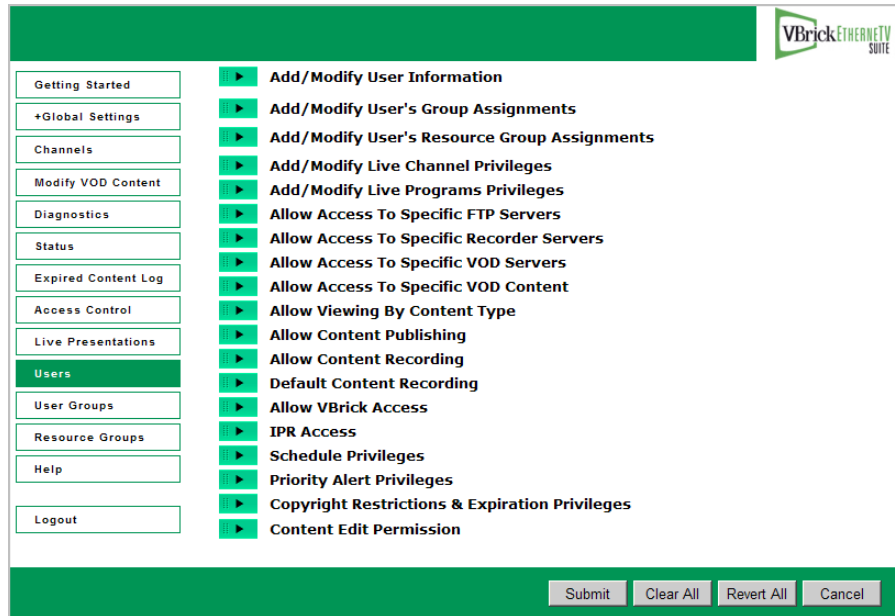 VBrick ETHERNETV
SUITE
Getting Started
+Global Settings
Channels
Modify VOD Content
Diagnostics
Status
Expired Content Log
Access Control
Live Presentations
Users
User Groups
Resource Groups
Help
Logout
Add/Modify User Information
Add/Modify User's Group Assignments
Add/Modify User's Resource Group Assignments
Add/Modify Live Channel Privileges
Add/Modify Live Programs Privileges
Allow Access To Specific FTP Servers
Allow Access To Specific Recorder Servers
Allow Access To Specific VOD Servers
Allow Access To Specific VOD Content
Allow Viewing By Content Type
Allow Content Publishing
Allow Content Recording
Default Content Recording
Allow VBrick Access
IPR Access
Schedule Privileges
Priority Alert Privileges
Copyright Restrictions & Expiration Privileges
Content Edit Permission
Submit Clear All Revert All Cancel